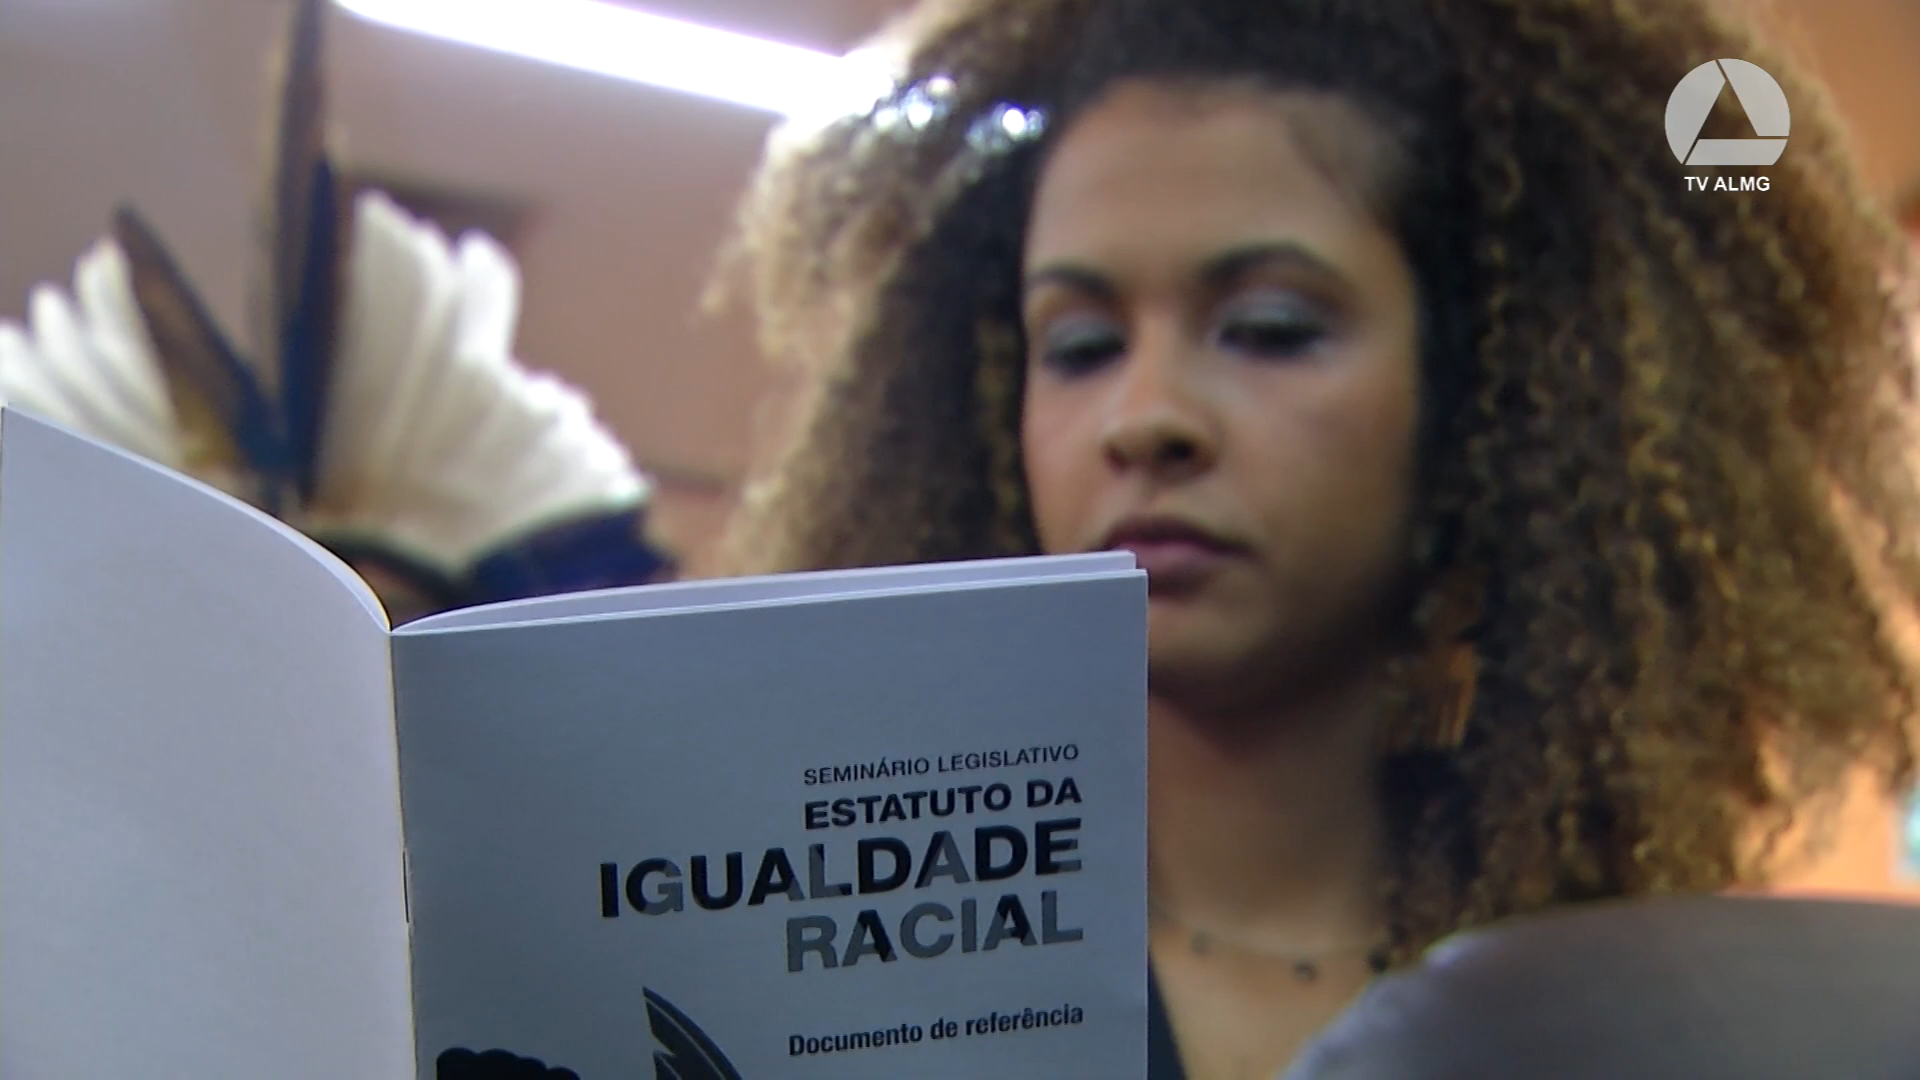 TV ALMG
SEMINÁRIO LEGISLATIVO
ESTATUTO DA
IGUALDADE
RACIAL
Documento de referência